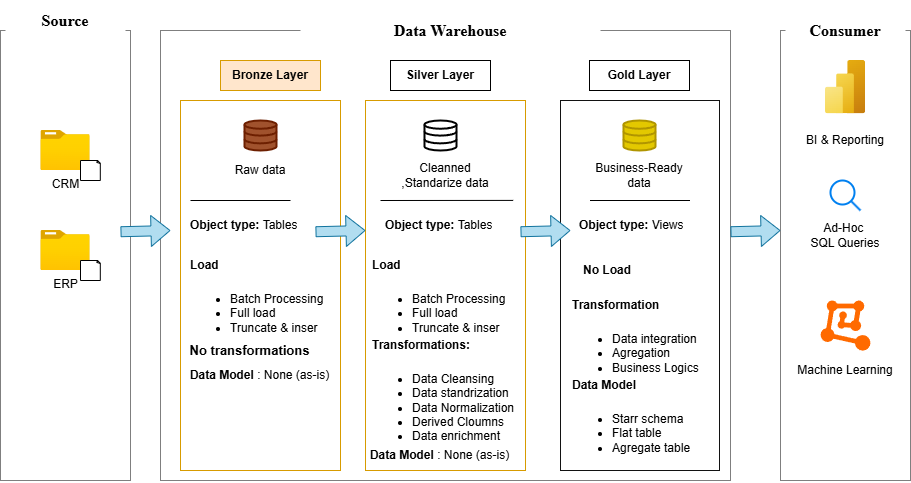 Source
CRM
ERP
Data Warehouse
Bronze Layer
Raw data
Object type: Tables
Load
Batch Processing
Full load
Truncate & inser
No transformations
Data Model : None (as-is)
Silver Layer
Cleanned
,Standarize data
Object type: Tables
Load
Batch Processing
Full load
Truncate & inser
Transformations:
Data Cleansing
Data standrization
Data Normalization
Derived Cloumns
Data enrichment
Data Model : None (as-is)
Gold Layer
Business-Ready
data
Object type: Views
No Load
Transformation
Data integration
Agregation
Business Logics
Data Model
Starr schema
Flat table
Agregate table
Consumer
BI & Reporting
Ad-Hoc
SQL Queries
Machine Learning